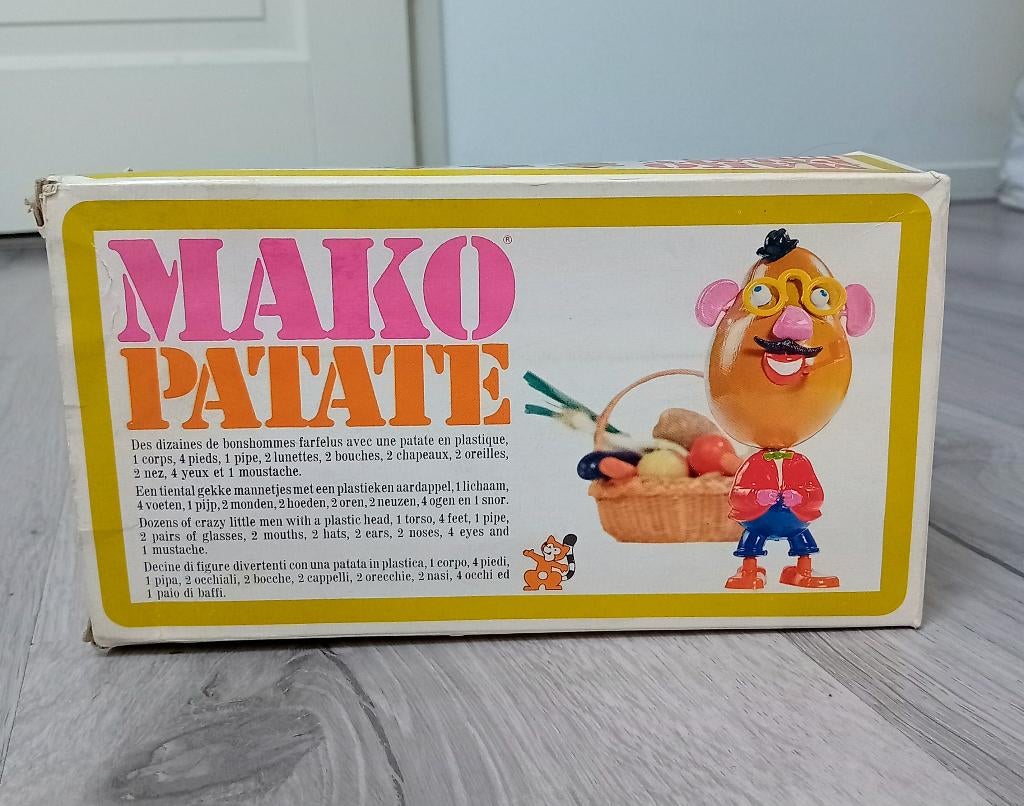 MAKO®
PATATE
Des dizaines de bonshommes farfelus avec une patate en plastique,
1 corps, 4 pieds, 1 pipe, 2 lunettes, 2 bouches, 2 chapeaux, 2 oreilles,
2 nez, 4 yeux et 1 moustache.
Een tiental gekke mannetjes met een plastieken aardappel, 1 lichaam,
4 voeten, 1 pijp, 2 monden, 2 hoeden, 2 oren, 2 neuzen, 4 ogen en 1 snor.
Dozens of crazy little men with a plastic head, 1 torso, 4 feet, 1 pipe,
2 pairs of glasses, 2 mouths, 2 hats, 2 ears, 2 noses, 4 eyes and
1 mustache.
Decine di figure divertenti con una patata in plastica, 1 corpo, 4 piedi,
1 pipa, 2 occhiali, 2 bocche, 2 cappelli, 2 orecchie, 2 nasi, 4 occhi ed
1 paio di baffi.